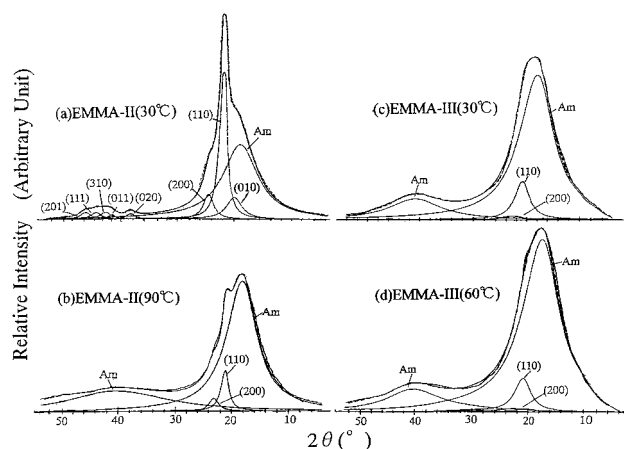 Relative Intensity (Arbitrary Unit)
(a)EMMA-II(30℃)
(110)
Am
(200)
(010)
(310)
(111)
(201)
(011)
(020)
(c)EMMA-III(30℃)
Am
(110)
(200)
(b)EMMA-II(90℃)
Am
Am
(110)
(200)
50 40 30 20 10
(d)EMMA-III(60℃)
Am
Am
(110)
(200)
50 40 30 20 10
2θ(°)